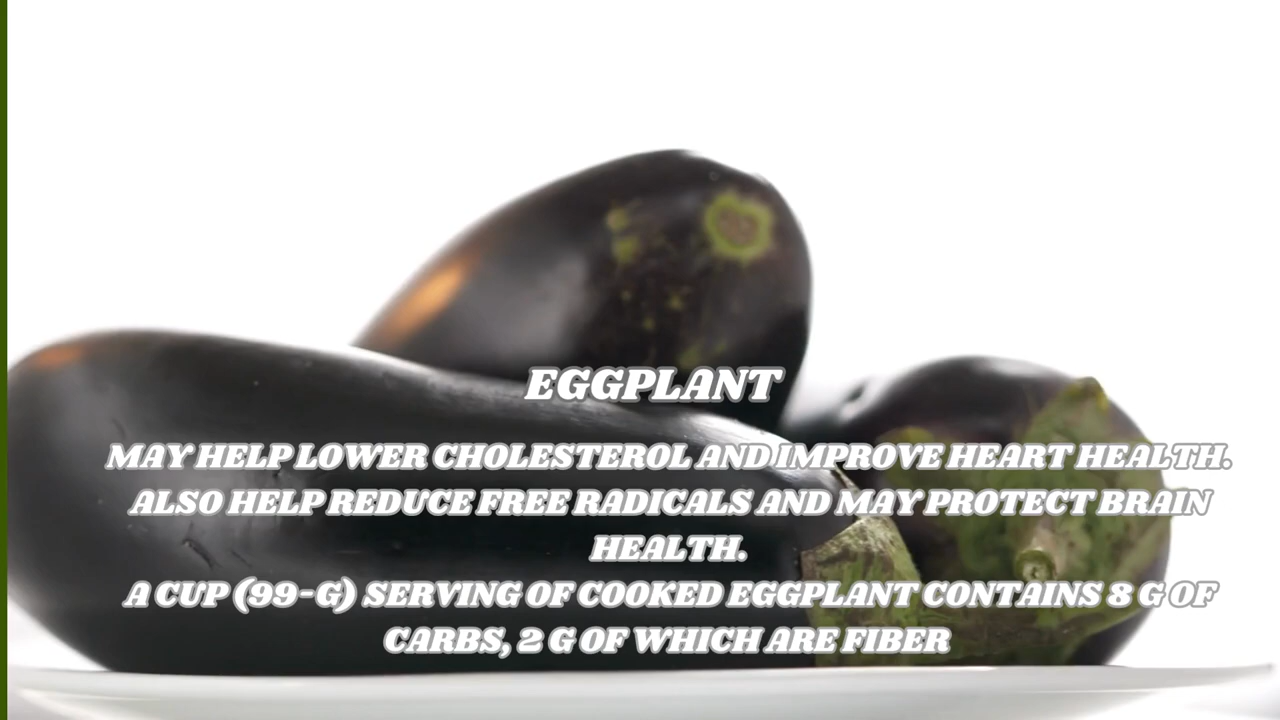 EGGPLANT
MAY HELP LOWER CHOLESTEROL AND IMPROVE HEART HEALTH.
ALSO HELP REDUCE FREE RADICALS AND MAY PROTECT BRAIN
HEALTH.
A CUP (99-G) SERVING OF COOKED EGGPLANT CONTAINS 8 G OF
CARBS, 2 G OF WHICH ARE FIBER